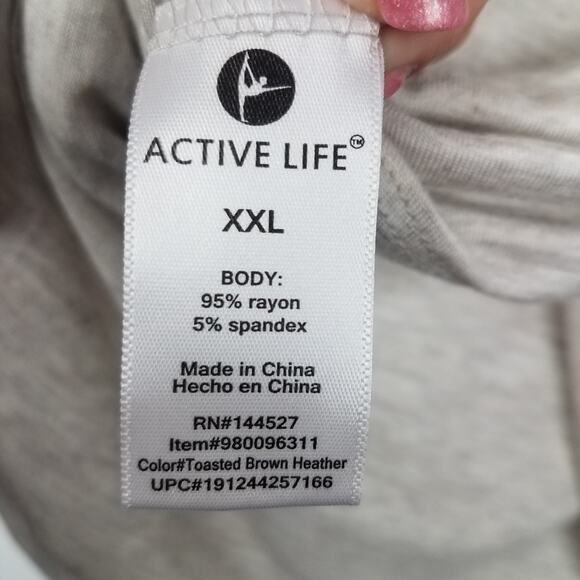 ACTIVE LIFE™
XXL
BODY:
95% rayon
5% spandex
Made in China
Hecho en China
RN#144527
Item#980096311
Color#Toasted Brown Heather
UPC#191244257166